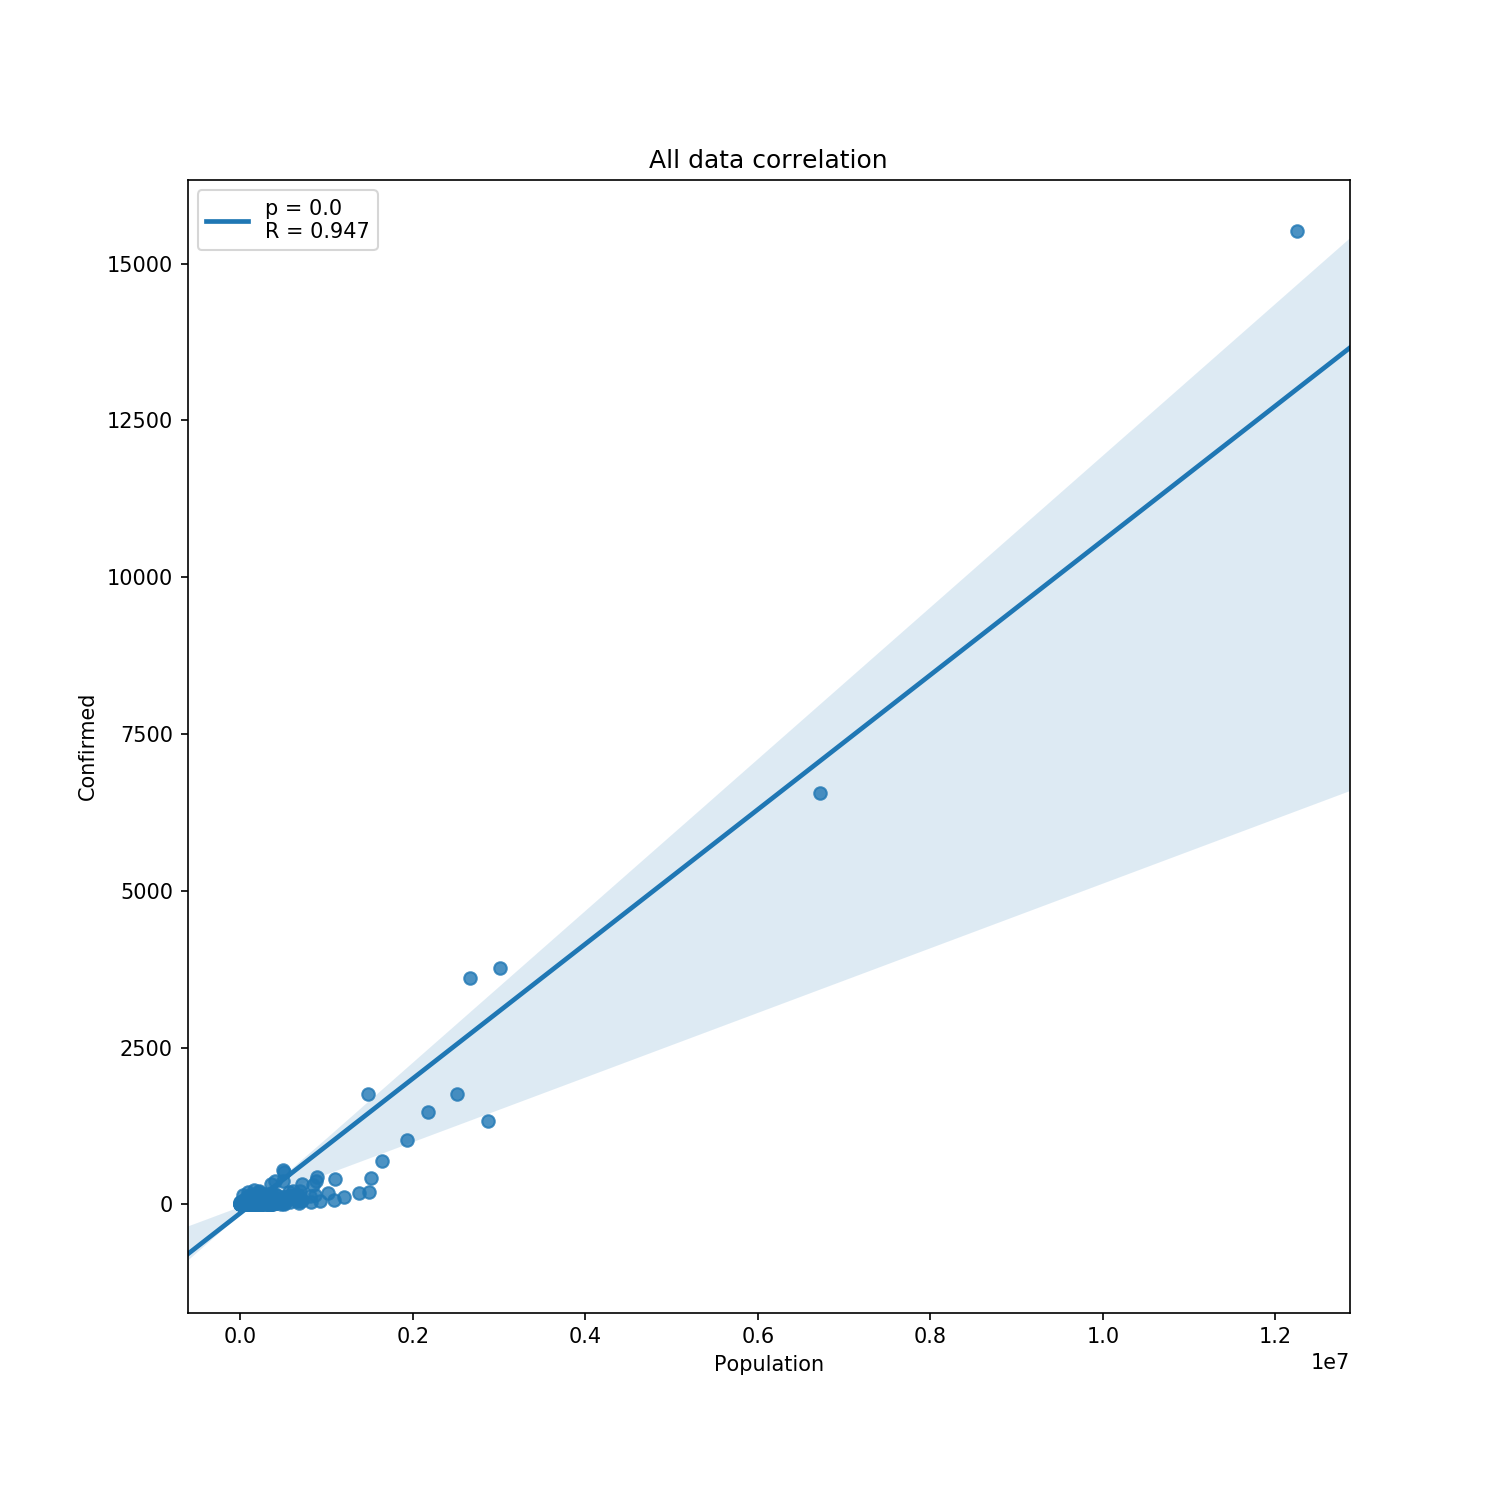 All data correlation
p = 0.0
R = 0.947
15000
12500
10000
7500
5000
2500
0
Confirmed
0.0 0.2 0.4 0.6 0.8 1.0 1.2
1e7
Population